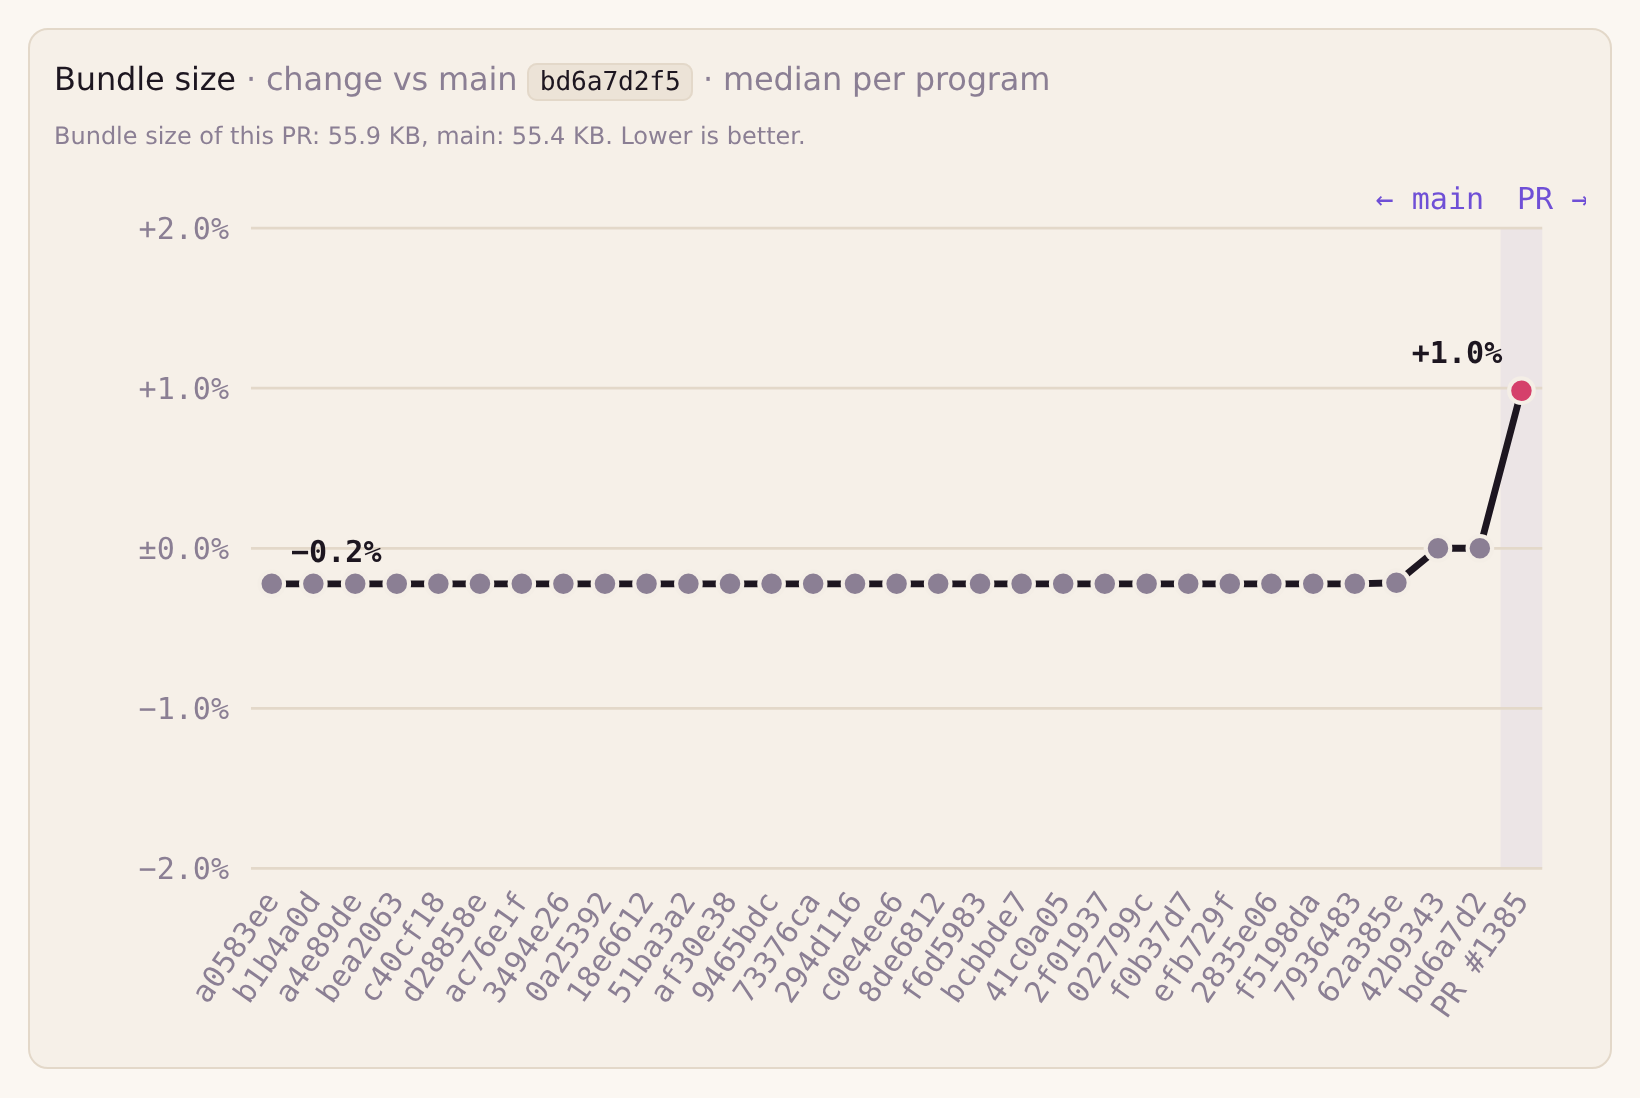 Bundle size · change vs main bd6a7d2f5 · median per program
Bundle size of this PR: 55.9 KB, main: 55.4 KB. Lower is better.
← main PR →
+2.0%
+1.0%
+1.0%
±0.0%
−0.2%
−1.0%
−2.0%
a0583ee
b1b4a0d
a4e89de
bea2063
c40cf18
d28858e
ac76e1f
3494e26
0a25392
18e6612
51ba3a2
af30e38
9465bdc
73376ca
294d116
c0e4ee6
8de6812
f6d5983
bcbbde7
41c0a05
2f01937
022799c
f0b37d7
efb729f
2835e06
f5198da
7936483
62a385e
42b9343
bd6a7d2
PR #1385